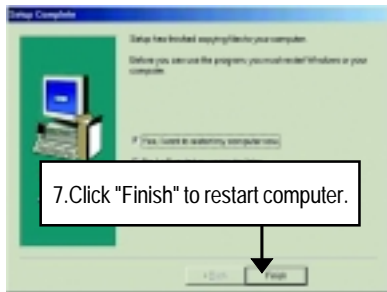 Setup Complete
Setup has finished copying files to your computer.
Before you can use the program, you must restart Windows or your
computer.
Yes, I want to restart my computer now.
7.Click "Finish" to restart computer.
< Back
Finish